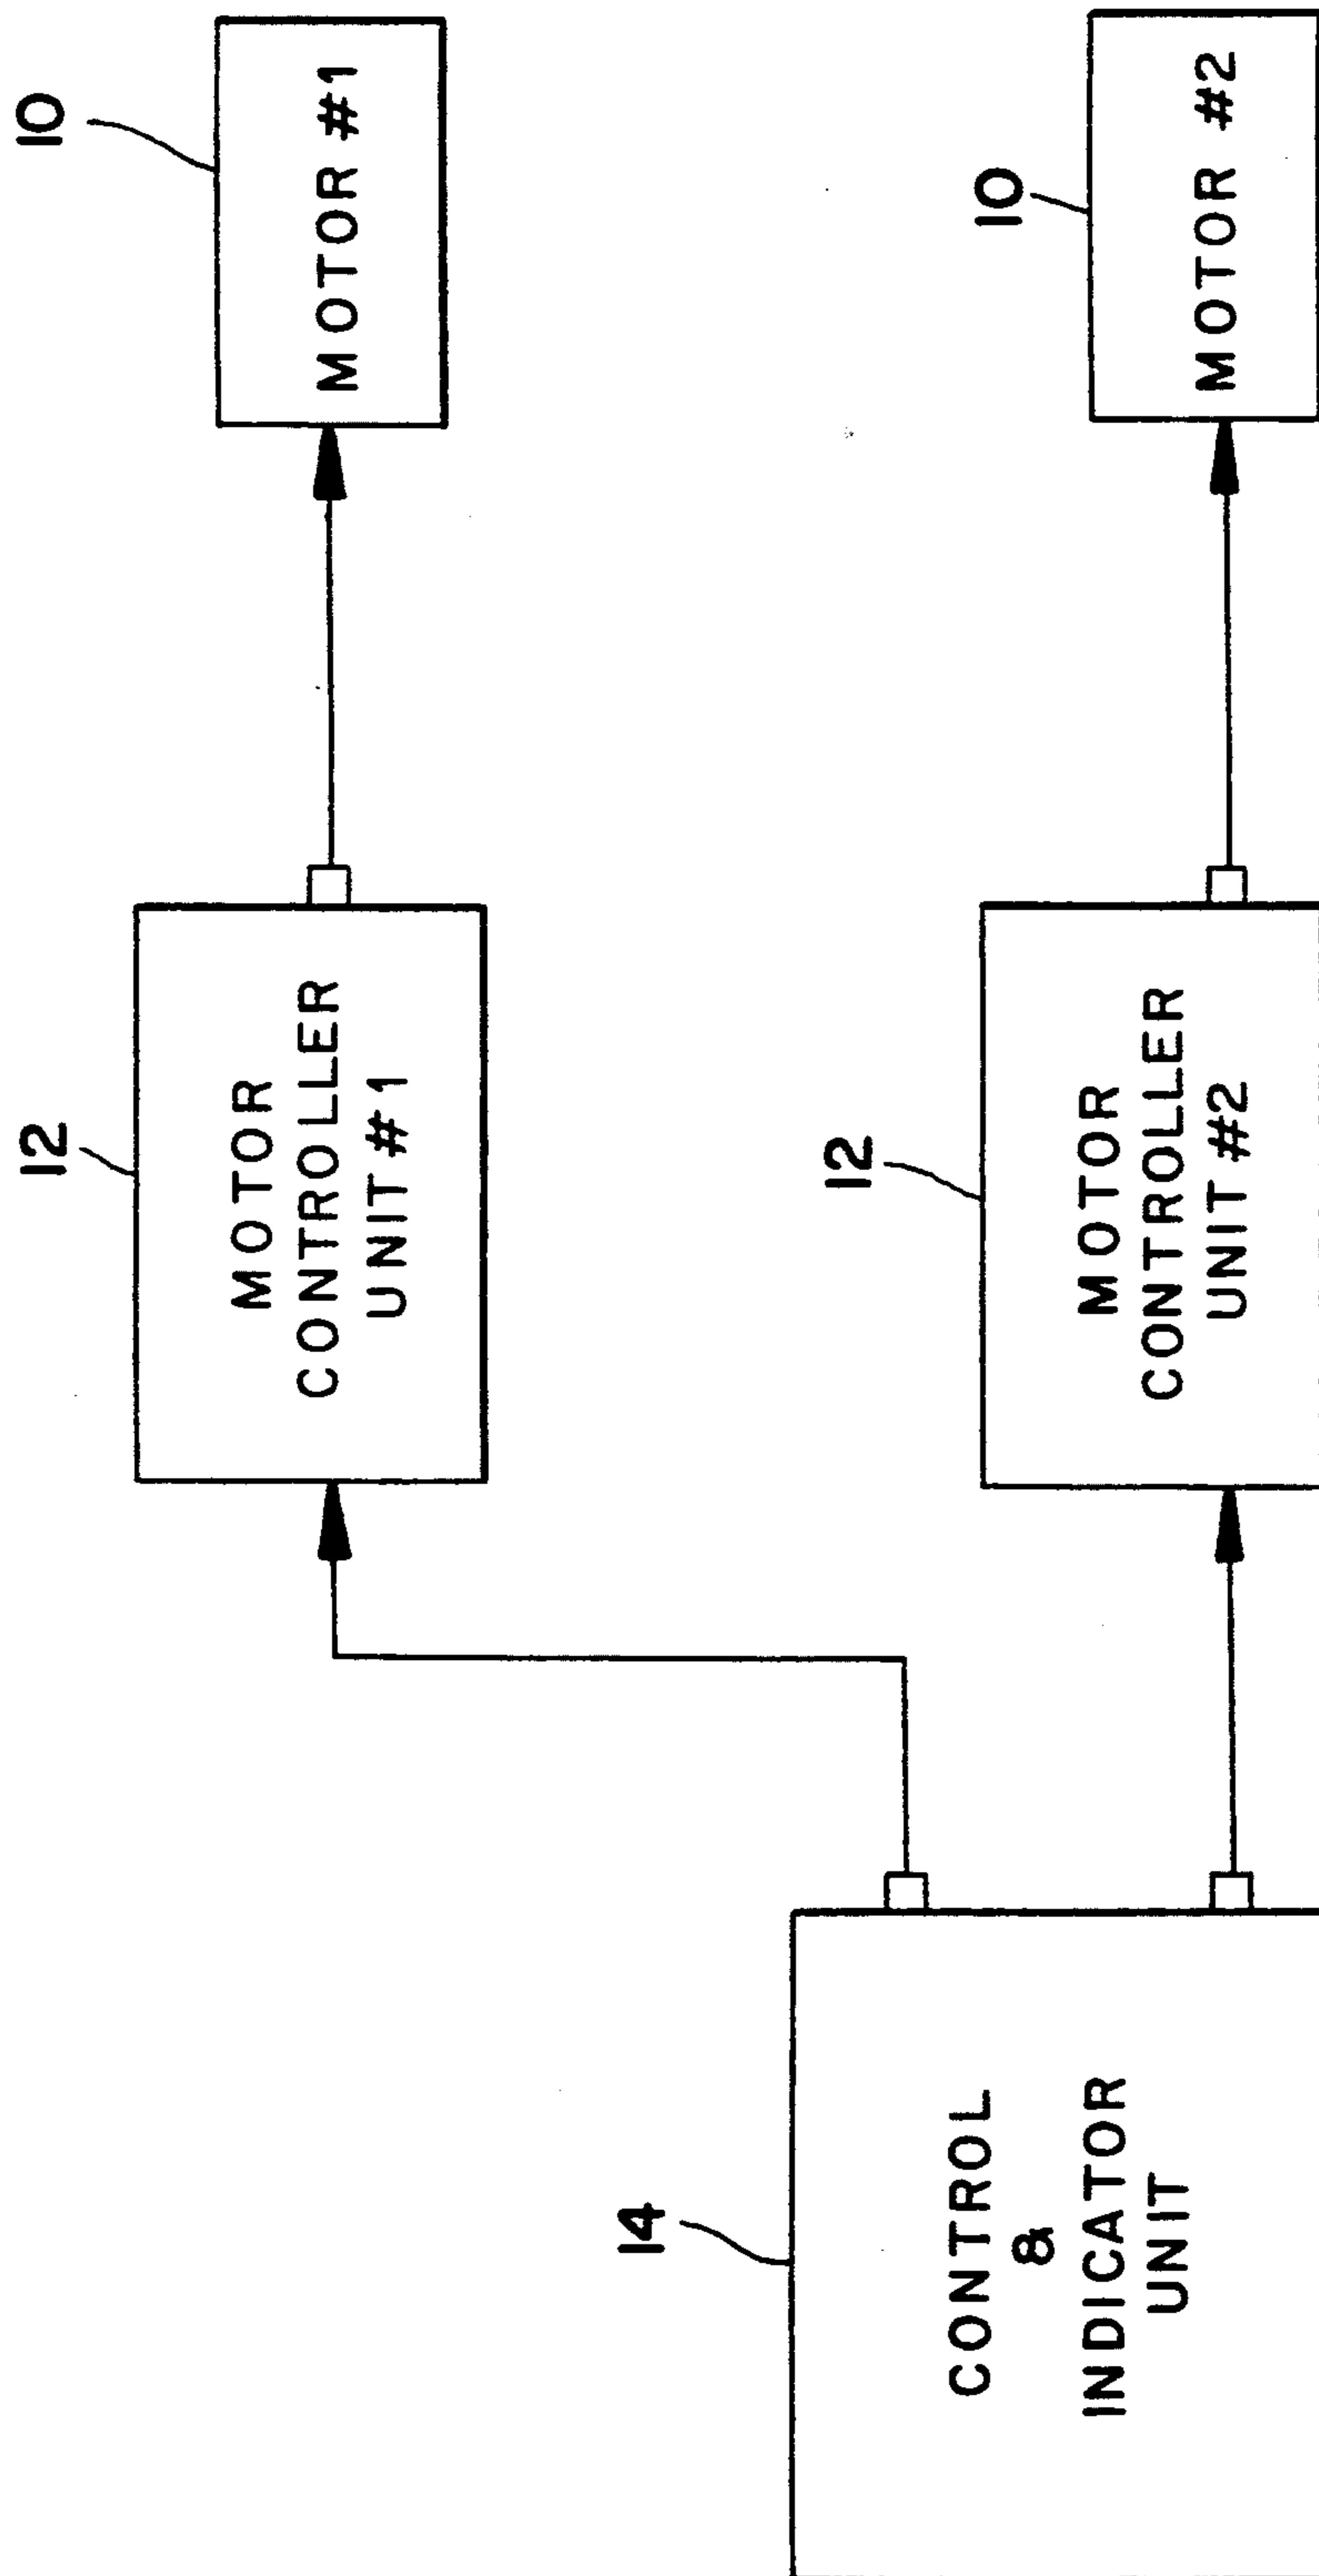 10
MOTOR #1
12
MOTOR
CONTROLLER
UNIT #1
10
MOTOR #2
12
MOTOR
CONTROLLER
UNIT #2
14
CONTROL
&
INDICATOR
UNIT